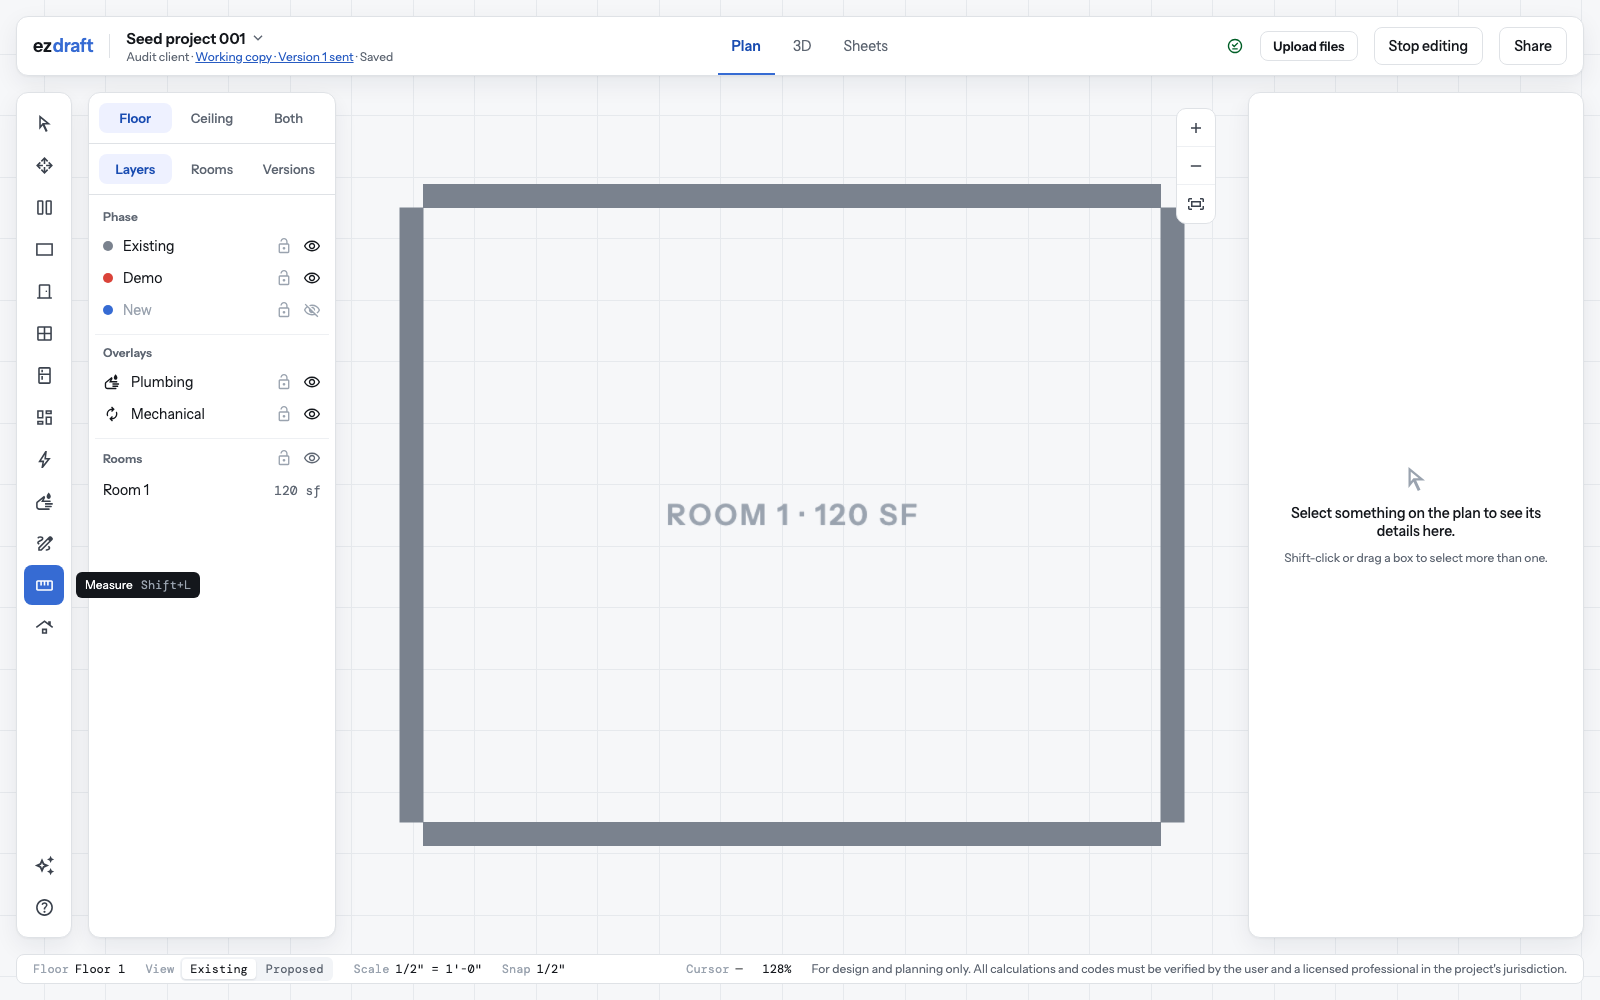 ezdraft
Seed project 001
Audit client · Working copy · Version 1 sent · Saved
Plan
3D
Sheets
Upload files
Stop editing
Share
Floor
Ceiling
Both
Layers
Rooms
Versions
Phase
Existing
Demo
New
Overlays
Plumbing
Mechanical
Rooms
Room 1
120 sf
Measure Shift+L
ROOM 1 · 120 SF
Select something on the plan to see its
details here.
Shift-click or drag a box to select more than one.
Floor Floor 1
View Existing Proposed
Scale 1/2" = 1'-0"
Snap 1/2"
Cursor —
128%
For design and planning only. All calculations and codes must be verified by the user and a licensed professional in the project's jurisdiction.